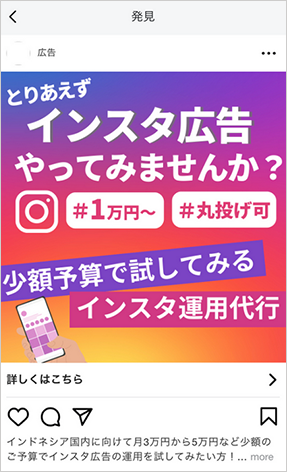 発見
広告
とりあえず
インスタ広告
やってみませんか？
#1万円～
#丸投げ可
少額予算で試してみる
インスタ運用代行
詳しくはこちら
インドネシア国内に向けて月3万円から5万円など少額の
ご予算でインスタ広告の運用を試してみたい方！... more